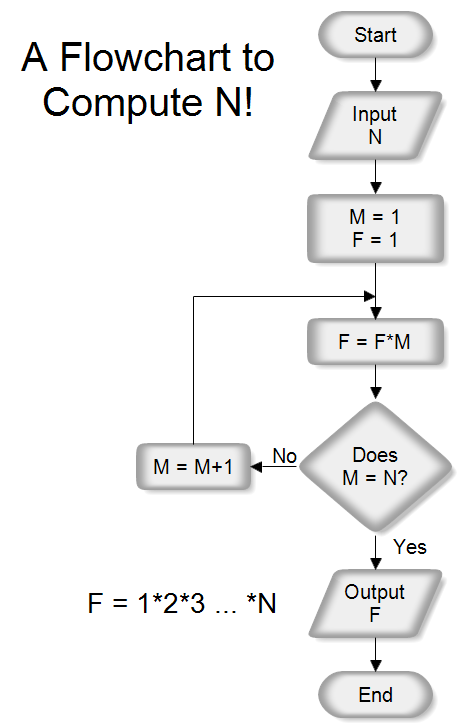 A Flowchart to
Compute N!
Start
Input
N
M = 1
F = 1
F = F*M
Does
M = N?
No
M = M+1
Yes
Output
F
F = 1*2*3 ... *N
End